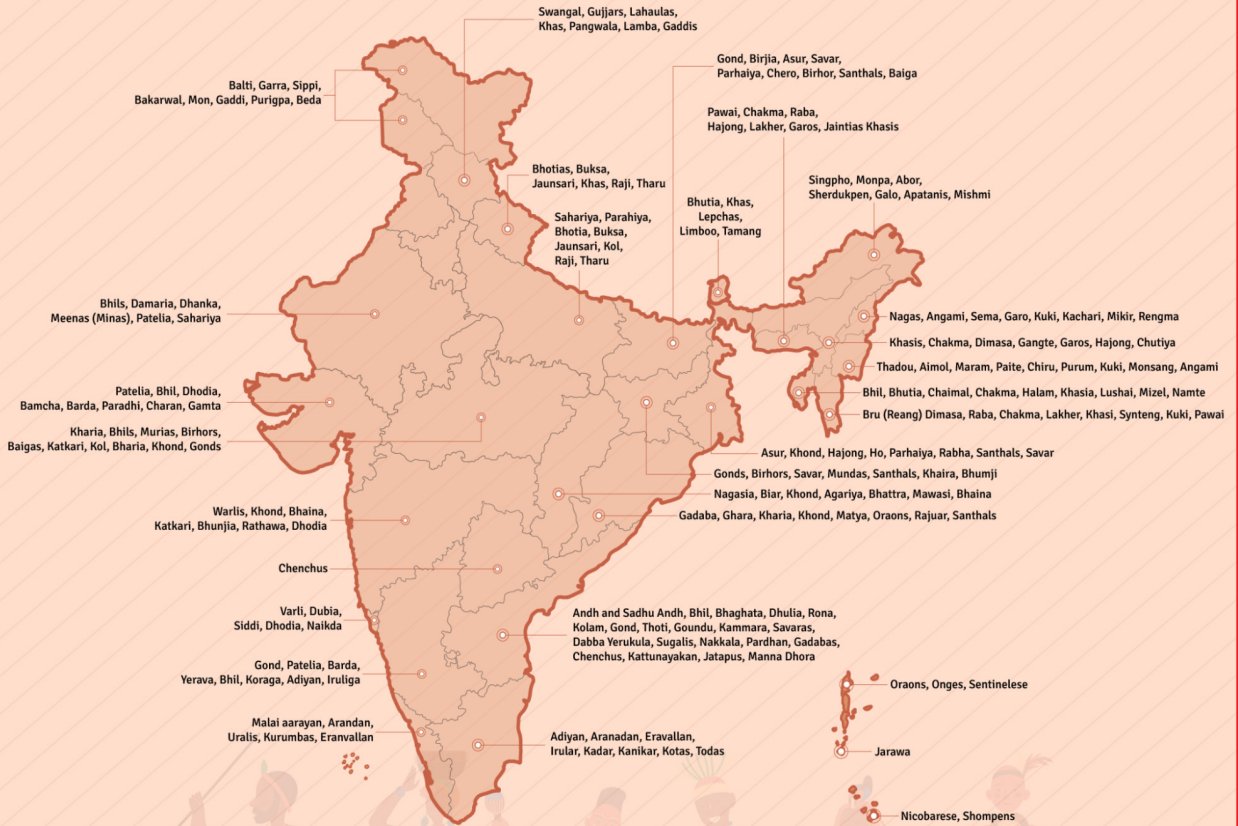 Swangal, Gujjars, Lahaulas,
Khas, Pangwala, Lamba, Gaddis
Gond, Birjia, Asur, Savar,
Parhaiya, Chero, Birhor, Santhals, Baiga
Balti, Garra, Sippi,
Bakarwal, Mon, Gaddi, Purigpa, Beda
Pawai, Chakma, Raba,
Hajong, Lakher, Garos, Jaintias Khasis
Bhotias, Buksa,
Jaunsari, Khas, Raji, Tharu
Singpho, Monpa, Abor,
Sherdukpen, Galo, Apatanis, Mishmi
Bhutia, Khas,
Lepchas,
Limboo, Tamang
Sahariya, Parahiya,
Bhotia, Buksa,
Jaunsari, Kol,
Raji, Tharu
Bhils, Damaria, Dhanka,
Meenas (Minas), Patelia, Sahariya
Nagas, Angami, Sema, Garo, Kuki, Kachari, Mikir, Rengma
Khasis, Chakma, Dimasa, Gangte, Garos, Hajong, Chutiya
Thadou, Aimol, Maram, Paite, Chiru, Purum, Kuki, Monsang, Angami
Bhil, Bhutia, Chaimal, Chakma, Halam, Khasia, Lushai, Mizel, Namte
Bru (Reang) Dimasa, Raba, Chakma, Lakher, Khasi, Synteng, Kuki, Pawai
Patelia, Bhil, Dhodia,
Bamcha, Barda, Paradhi, Charan, Gamta
Kharia, Bhils, Murias, Birhors,
Baigas, Katkari, Kol, Bharia, Khond, Gonds
Asur, Khond, Hajong, Ho, Parhaiya, Rabha, Santhals, Savar
Gonds, Birhors, Savar, Mundas, Santhals, Khaira, Bhumji
Nagasia, Biar, Khond, Agariya, Bhattra, Mawasi, Bhaina
Gadaba, Ghara, Kharia, Khond, Matya, Oraons, Rajuar, Santhals
Warlis, Khond, Bhaina,
Katkari, Bhunjia, Rathawa, Dhodia
Chenchus
Varli, Dubia,
Siddi, Dhodia, Naikda
Andh and Sadhu Andh, Bhil, Bhaghata, Dhulia, Rona,
Kolam, Gond, Thoti, Goundu, Kammara, Savaras,
Dabba Yerukula, Sugalis, Nakkala, Pardhan, Gadabas,
Chenchus, Kattunayakan, Jatapus, Manna Dhora
Gond, Patelia, Barda,
Yerava, Bhil, Koraga, Adiyan, Iruliga
Oraons, Onges, Sentinelese
Malai aarayan, Arandan,
Uralis, Kurumbas, Eranvallan
Adiyan, Aranadan, Eravallan,
Irular, Kadar, Kanikar, Kotas, Todas
Jarawa
Nicobarese, Shompens